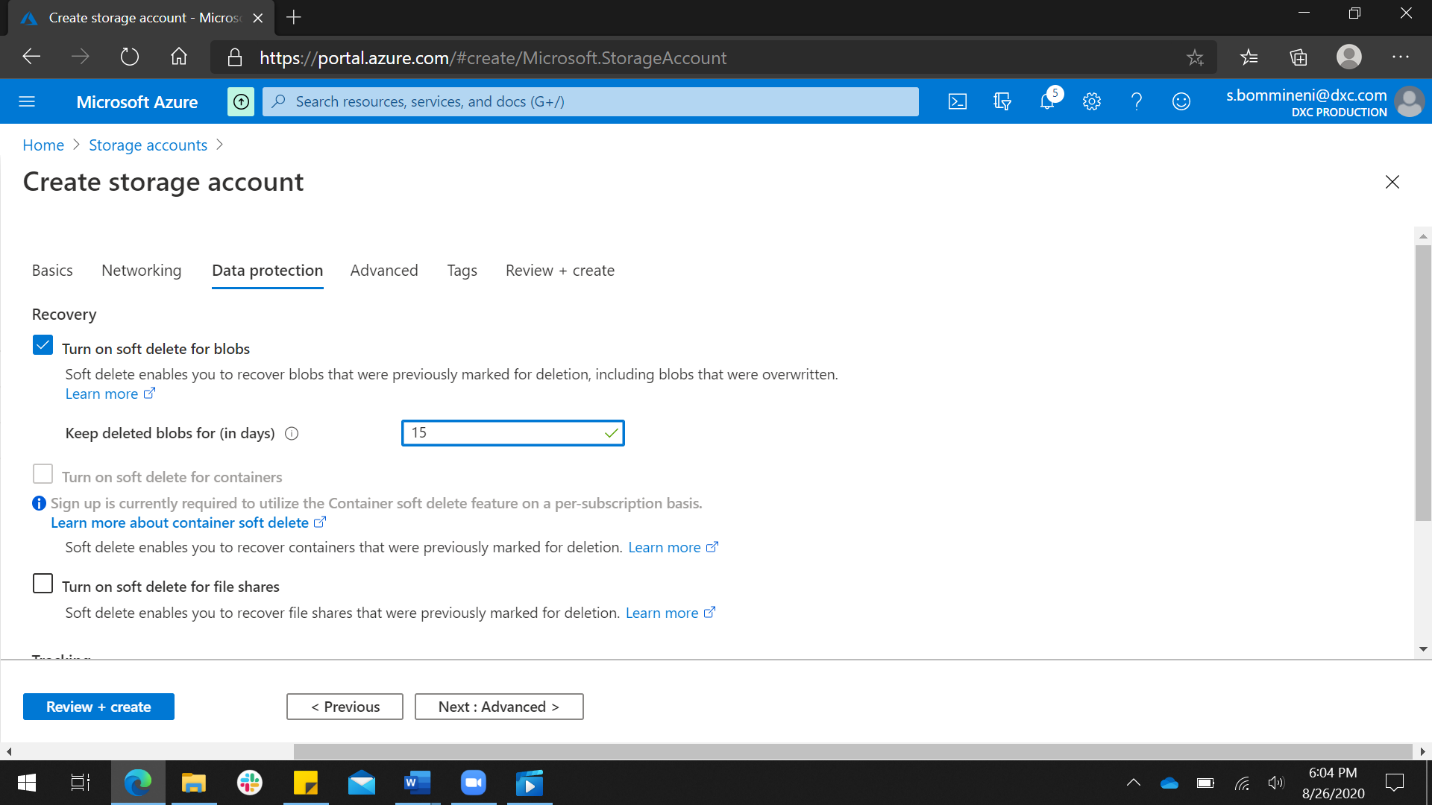 Create storage account - Micros
https://portal.azure.com/#create/Microsoft.StorageAccount
Microsoft Azure
Search resources, services, and docs (G+/)
5
s.bommineni@dxc.com
DXC PRODUCTION
Home > Storage accounts >
Create storage account
Basics Networking Data protection Advanced Tags Review + create
Recovery
Turn on soft delete for blobs
Soft delete enables you to recover blobs that were previously marked for deletion, including blobs that were overwritten.
Learn more
Keep deleted blobs for (in days) 15
Turn on soft delete for containers
Sign up is currently required to utilize the Container soft delete feature on a per-subscription basis.
Learn more about container soft delete
Soft delete enables you to recover containers that were previously marked for deletion. Learn more
Turn on soft delete for file shares
Soft delete enables you to recover file shares that were previously marked for deletion. Learn more
Review + create < Previous Next : Advanced >
6:04 PM
8/26/2020